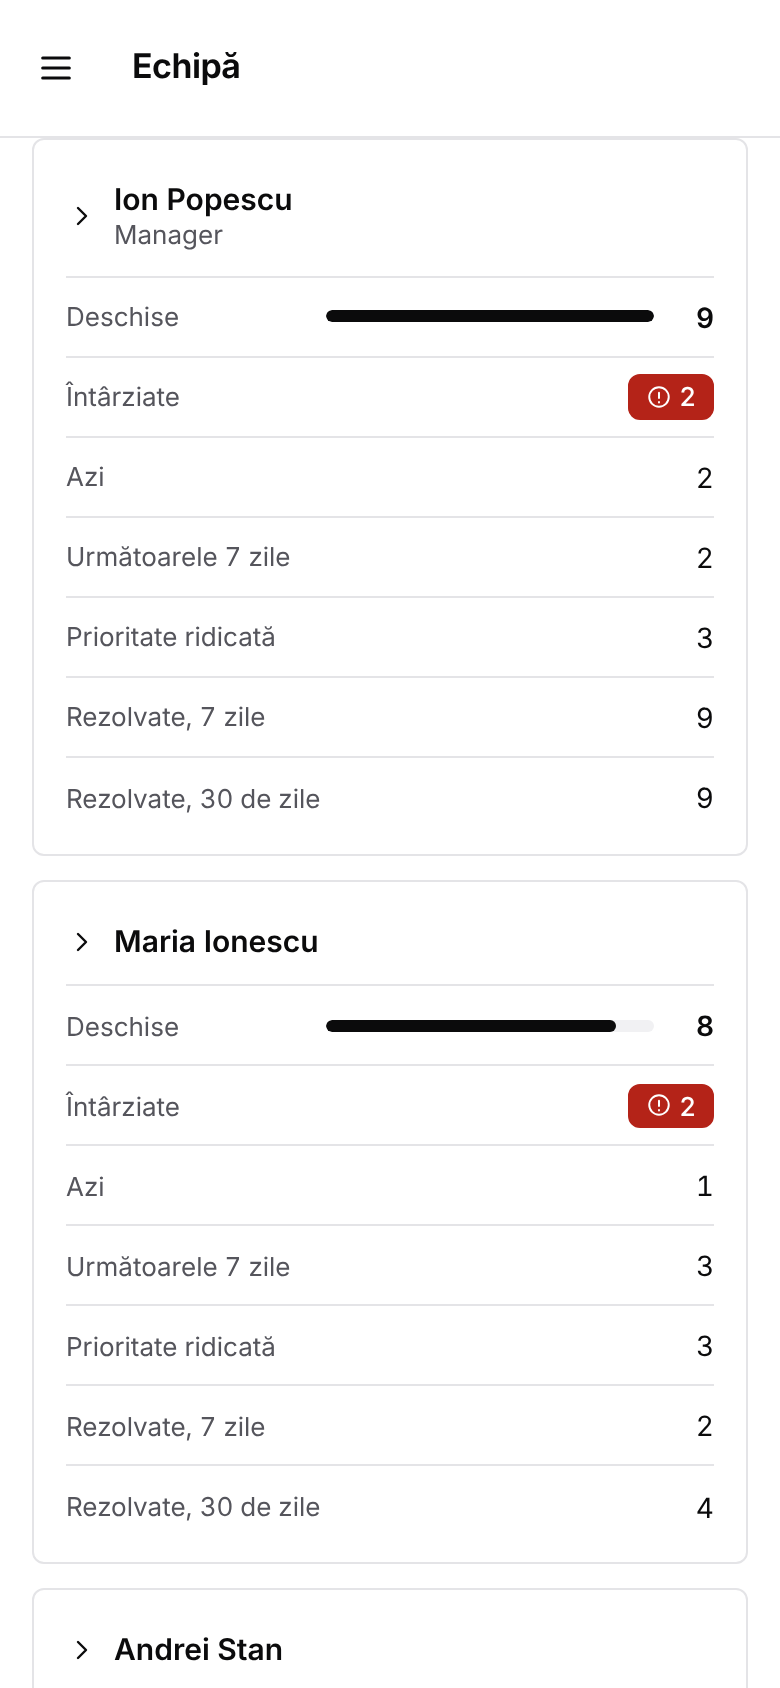 Echipă
Ion Popescu
Manager
Deschise 9
Întârziate 2
Azi 2
Următoarele 7 zile 2
Prioritate ridicată 3
Rezolvate, 7 zile 9
Rezolvate, 30 de zile 9
Maria Ionescu
Deschise 8
Întârziate 2
Azi 1
Următoarele 7 zile 3
Prioritate ridicată 3
Rezolvate, 7 zile 2
Rezolvate, 30 de zile 4
Andrei Stan